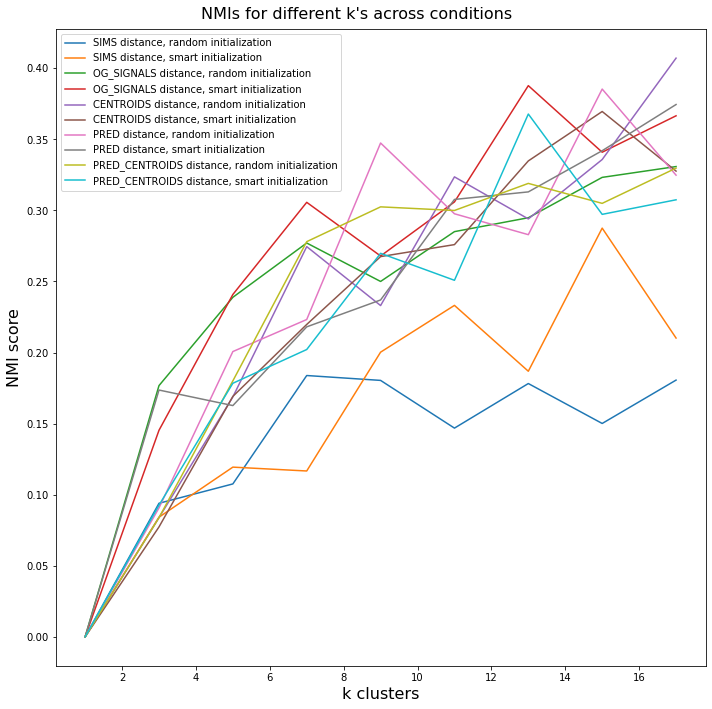 NMIs for different k's across conditions
SIMS distance, random initialization
SIMS distance, smart initialization
OG_SIGNALS distance, random initialization
OG_SIGNALS distance, smart initialization
CENTROIDS distance, random initialization
CENTROIDS distance, smart initialization
PRED distance, random initialization
PRED distance, smart initialization
PRED_CENTROIDS distance, random initialization
PRED_CENTROIDS distance, smart initialization
NMI score
0.40
0.35
0.30
0.25
0.20
0.15
0.10
0.05
0.00
2 4 6 8 10 12 14 16
k clusters